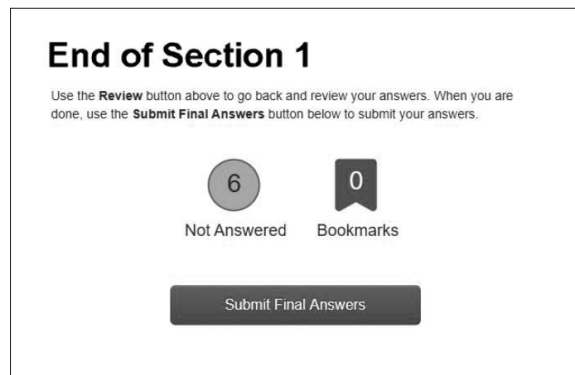 End of Section 1
Use the Review button above to go back and review your answers. When you are
done, use the Submit Final Answers button below to submit your answers.
6
0
Not Answered
Bookmarks
Submit Final Answers